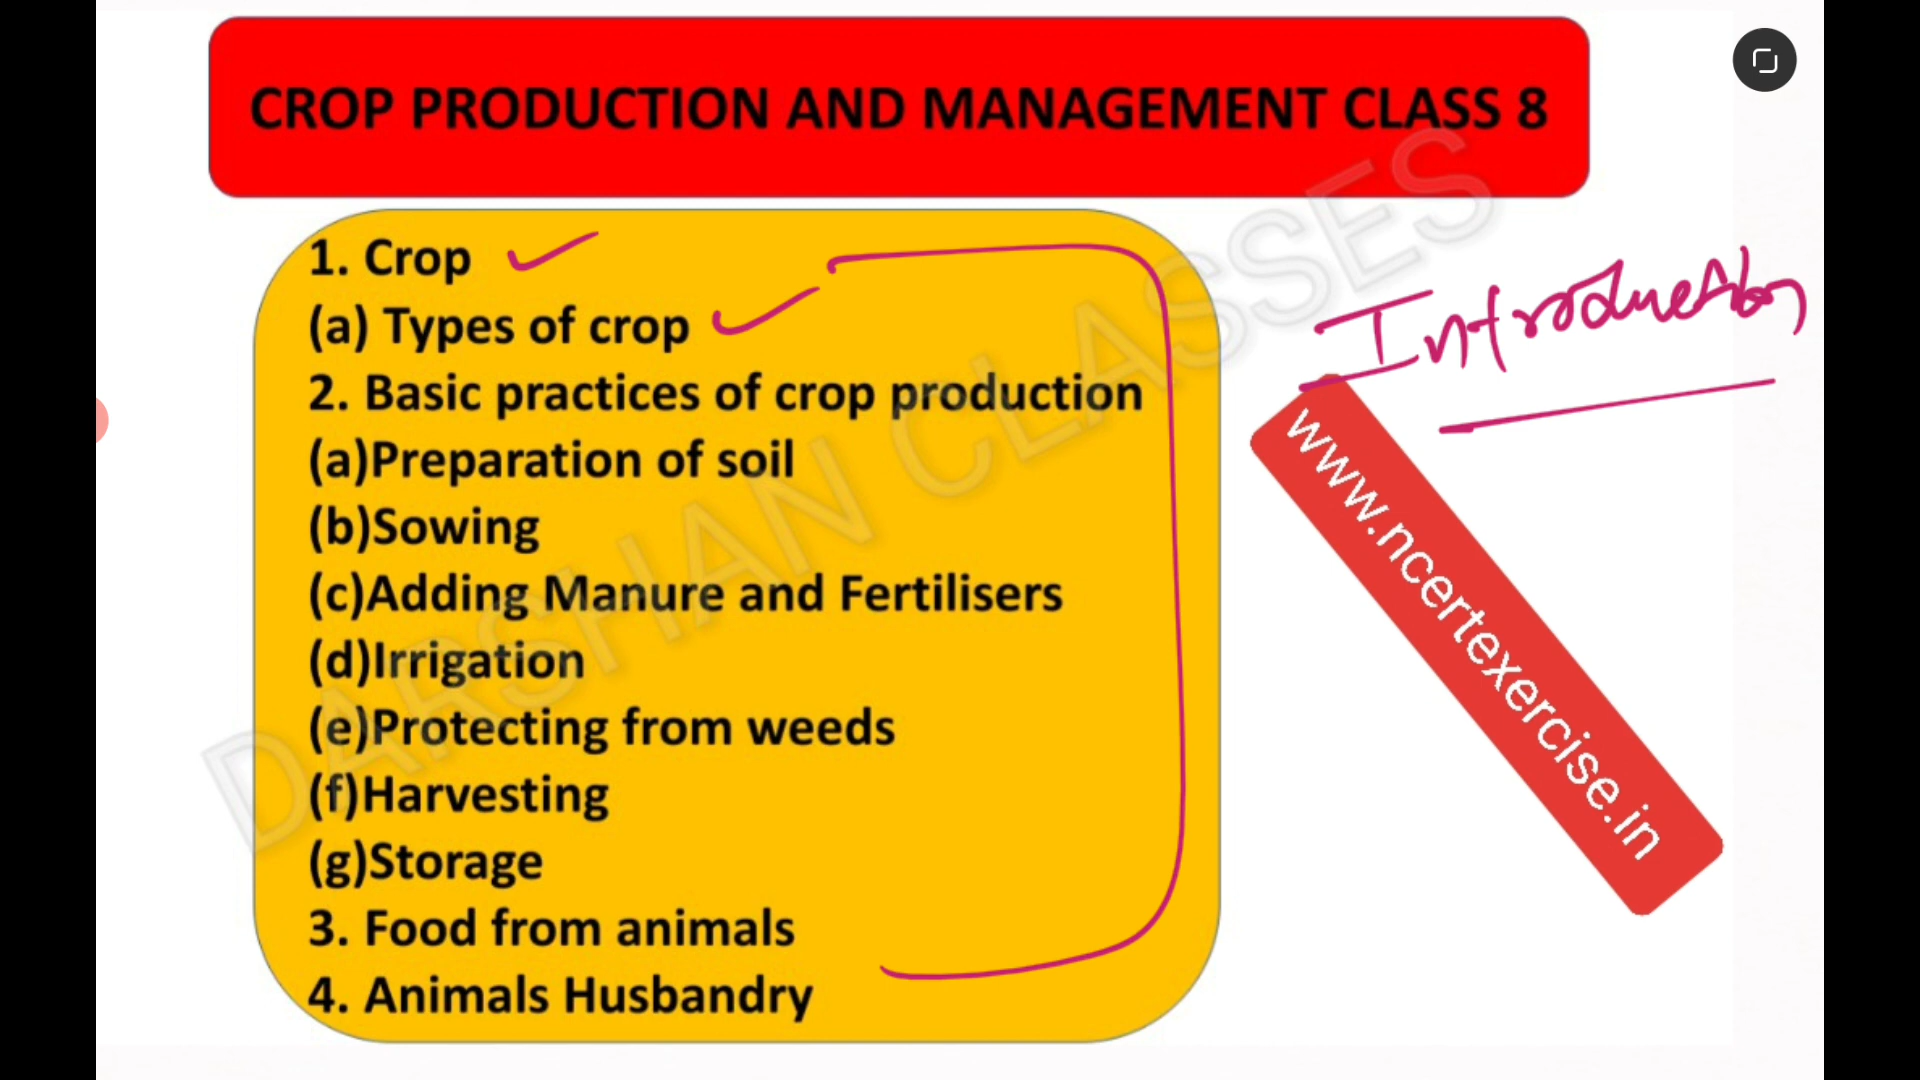 CROP PRODUCTION AND MANAGEMENT CLASS 8
1. Crop
(a) Types of crop
2. Basic practices of crop production
(a)Preparation of soil
(b)Sowing
(c)Adding Manure and Fertilisers
(d)Irrigation
(e)Protecting from weeds
(f)Harvesting
(g)Storage
3. Food from animals
4. Animals Husbandry
Introduction
www.ncertexercise.in
DARSHAN CLASSES